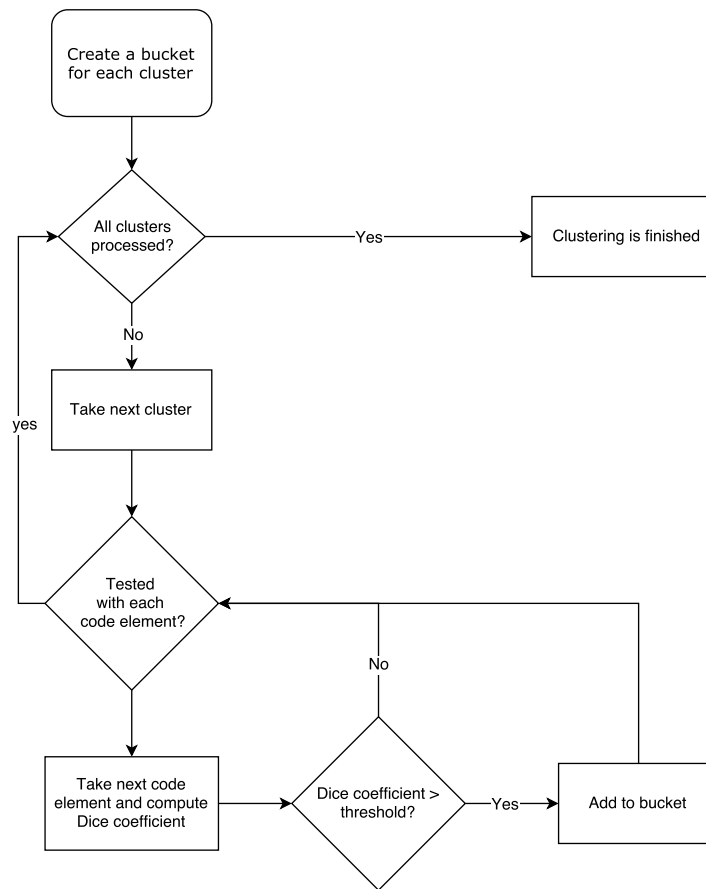 Create a bucket
for each cluster
All clusters
processed?
Yes
Clustering is finished
No
Take next cluster
yes
Tested
with each
code element?
No
Take next code
element and compute
Dice coefficient
Dice coefficient >
threshold?
Yes
Add to bucket